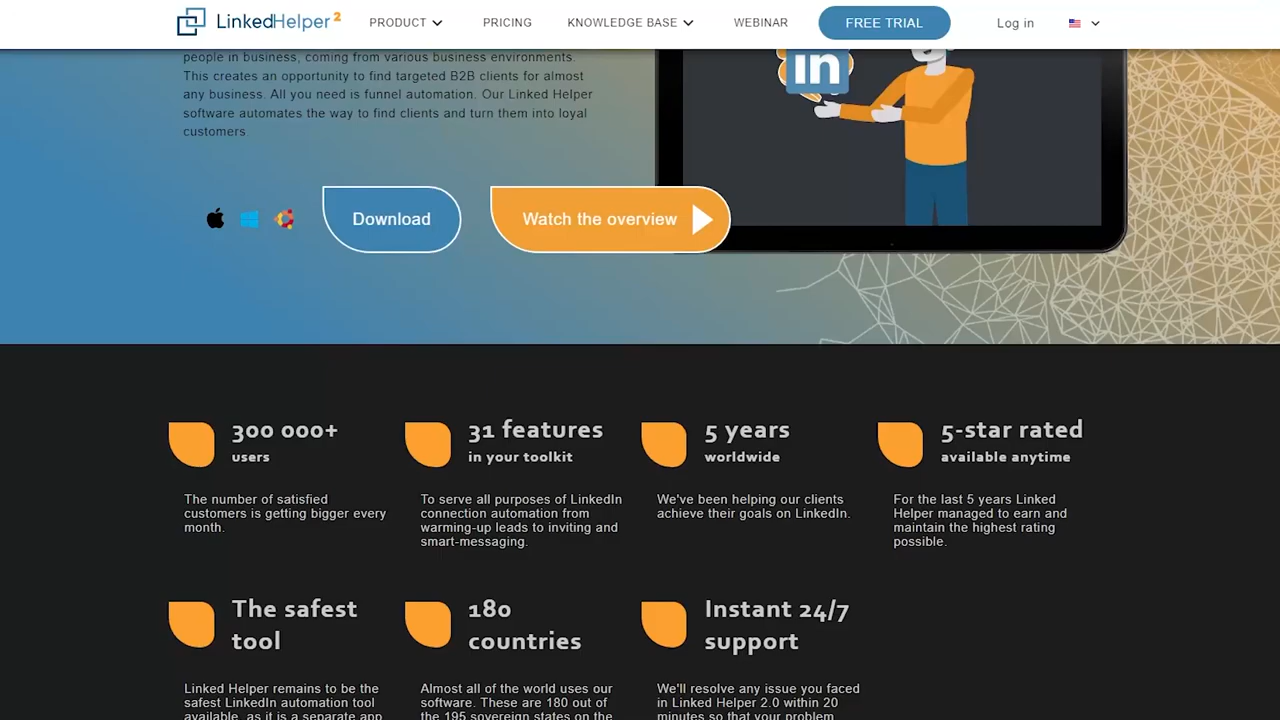 LinkedHelper 2
PRODUCT
PRICING
KNOWLEDGE BASE
WEBINAR
FREE TRIAL
Log in
people in business, coming from various business environments.
This creates an opportunity to find targeted B2B clients for almost
any business. All you need is funnel automation. Our Linked Helper
software automates the way to find clients and turn them into loyal
customers
in
Download
Watch the overview
300 000+
users
The number of satisfied
customers is getting bigger every
month.
31 features
in your toolkit
To serve all purposes of LinkedIn
connection automation from
warming-up leads to inviting and
smart-messaging.
5 years
worldwide
We've been helping our clients
achieve their goals on LinkedIn.
5-star rated
available anytime
For the last 5 years Linked
Helper managed to earn and
maintain the highest rating
possible.
The safest
tool
Linked Helper remains to be the
safest LinkedIn automation tool
available, as it is a separate app
180
countries
Almost all of the world uses our
software. These are 180 out of
the 195 sovereign states on the
Instant 24/7
support
We'll resolve any issue you faced
in Linked Helper 2.0 within 20
minutes so that your problem